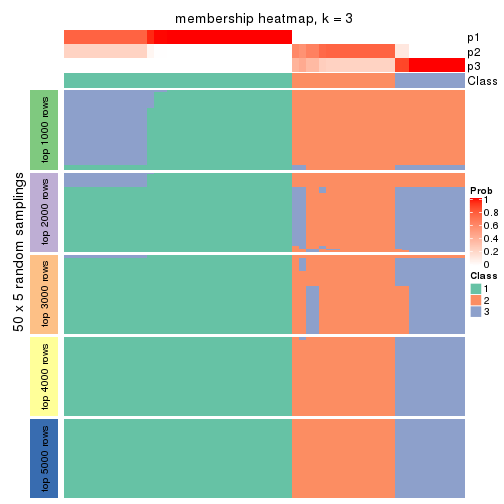 membership heatmap, k = 3
p1
p2
p3
Class
50 x 5 random samplings
top 1000 rows
top 2000 rows
top 3000 rows
top 4000 rows
top 5000 rows
Prob
1
0.8
0.6
0.4
0.2
0
Class
1
2
3